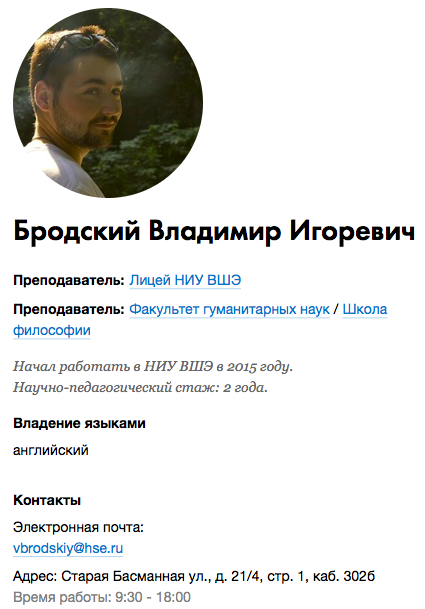 Бродский Владимир Игоревич
Преподаватель: Лицей НИУ ВШЭ
Преподаватель: Факультет гуманитарных наук / Школа
философии
Начал работать в НИУ ВШЭ в 2015 году.
Научно-педагогический стаж: 2 года.
Владение языками
английский
Контакты
Электронная почта:
vbrodskiy@hse.ru
Адрес: Старая Басманная ул., д. 21/4, стр. 1, каб. 302б
Время работы: 9:30 - 18:00